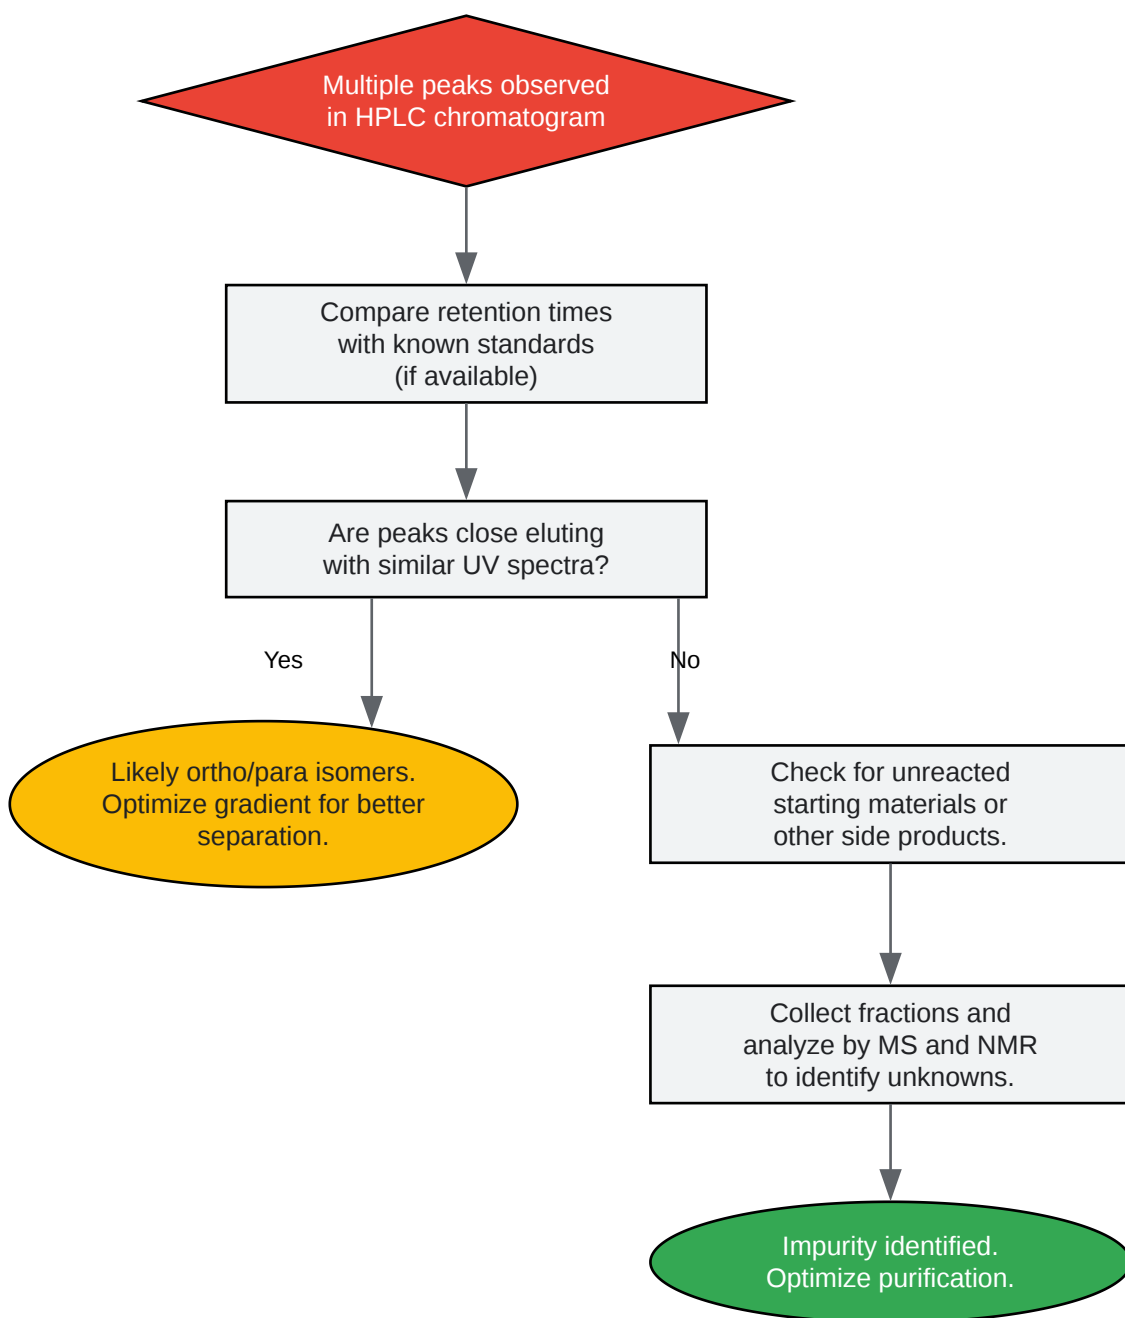 Multiple peaks observed
in HPLC chromatogram
Compare retention times
with known standards
(if available)
Are peaks close eluting
with similar UV spectra?
Yes
No
Likely ortho/para isomers.
Optimize gradient for better
separation.
Check for unreacted
starting materials or
other side products.
Collect fractions and
analyze by MS and NMR
to identify unknowns.
Impurity identified.
Optimize purification.